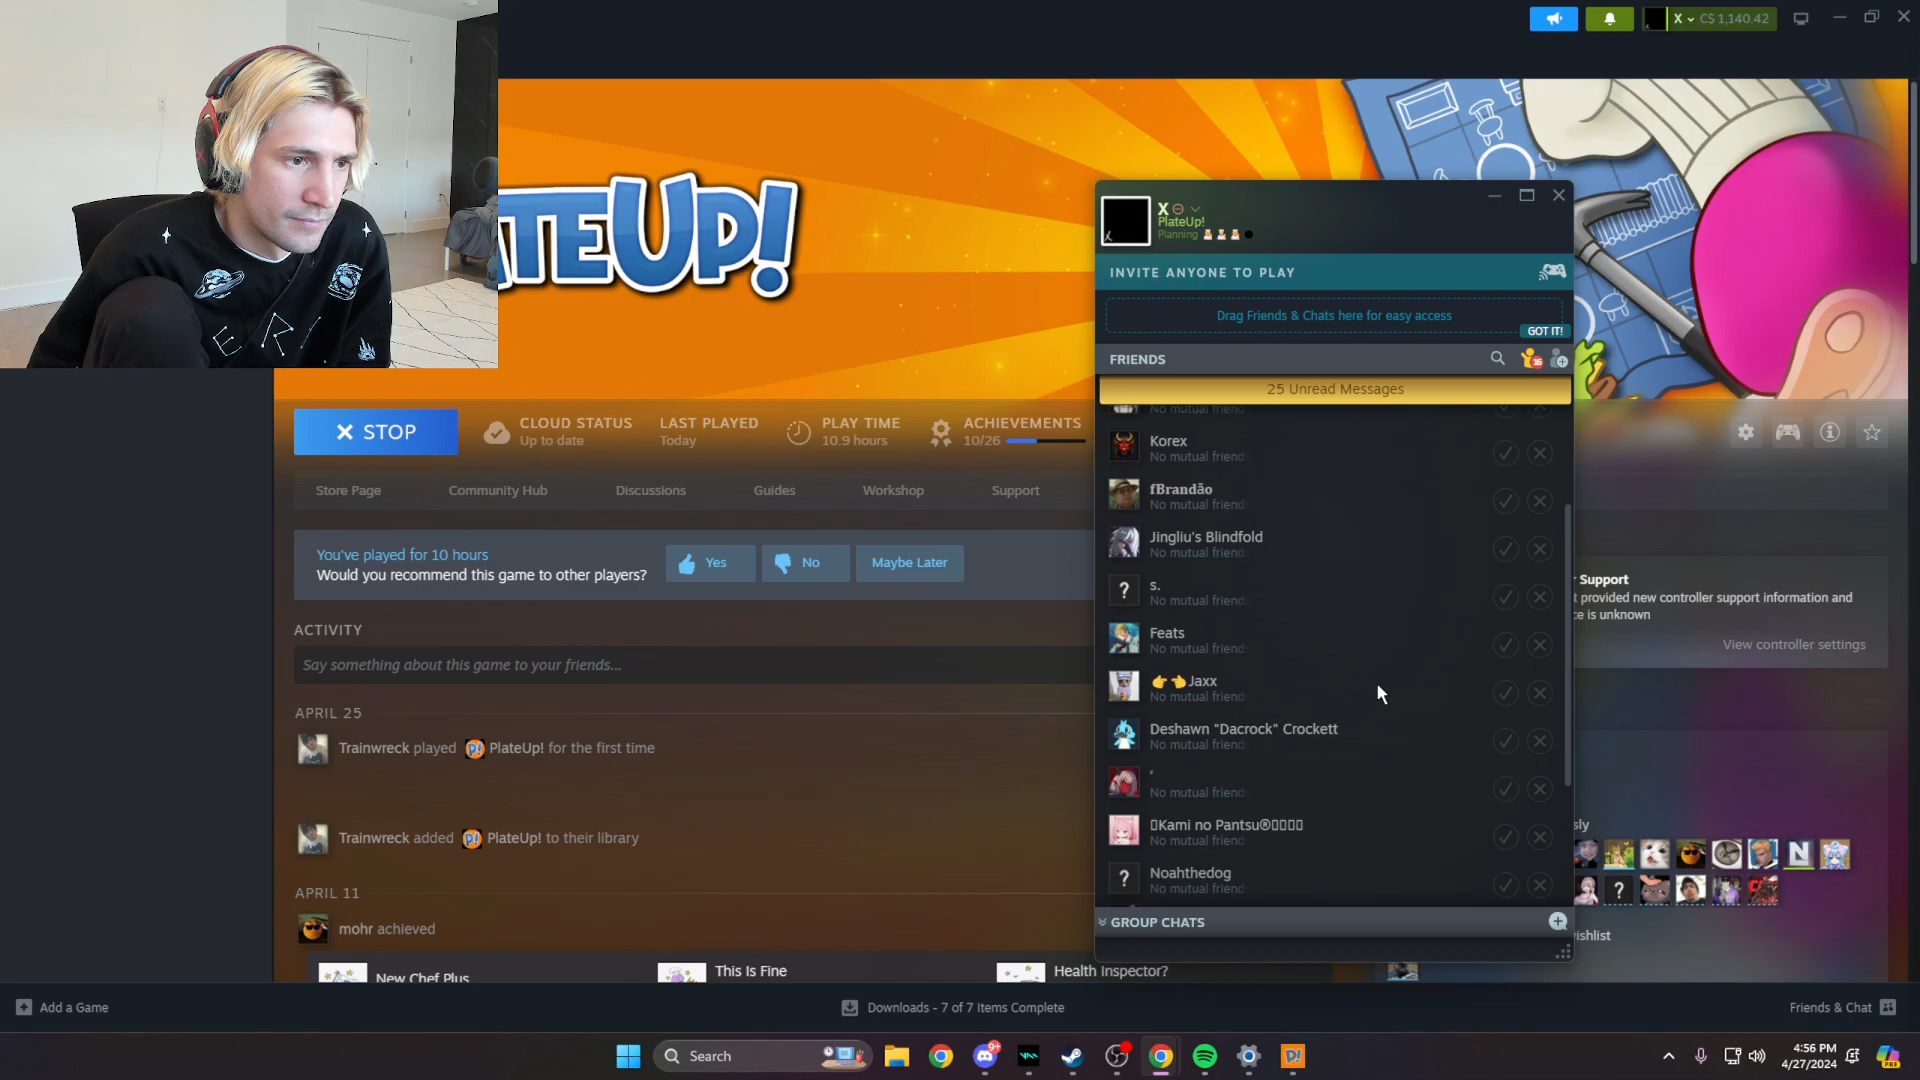 X C$ 1,140.42
ATEUP!
X
PlateUp!
Planning
INVITE ANYONE TO PLAY
Drag Friends & Chats here for easy access
GOT IT!
FRIENDS
16
25 Unread Messages
No mutual friend
Korex
No mutual friend
fBrandão
No mutual friend
Jingliu's Blindfold
No mutual friend
s.
No mutual friend
Feats
No mutual friend
👉👈Jaxx
No mutual friend
Deshawn "Dacrock" Crockett
No mutual friend
No mutual friend
▯Kami no Pantsu®▯▯▯▯
No mutual friend
Noahthedog
No mutual friend
GROUP CHATS
STOP
CLOUD STATUS
Up to date
LAST PLAYED
Today
PLAY TIME
10.9 hours
ACHIEVEMENTS
10/26
Store Page Community Hub Discussions Guides Workshop Support
You've played for 10 hours
Would you recommend this game to other players?
Yes No Maybe Later
ACTIVITY
Say something about this game to your friends...
APRIL 25
Trainwreck played PlateUp! for the first time
Trainwreck added PlateUp! to their library
APRIL 11
mohr achieved
New Chef Plus This Is Fine Health Inspector?
r Support
t provided new controller support information and
ce is unknown
View controller settings
sly
N
ishlist
Add a Game Downloads - 7 of 7 Items Complete Friends & Chat
Search
9+
P!
4:56 PM
4/27/2024
PRE